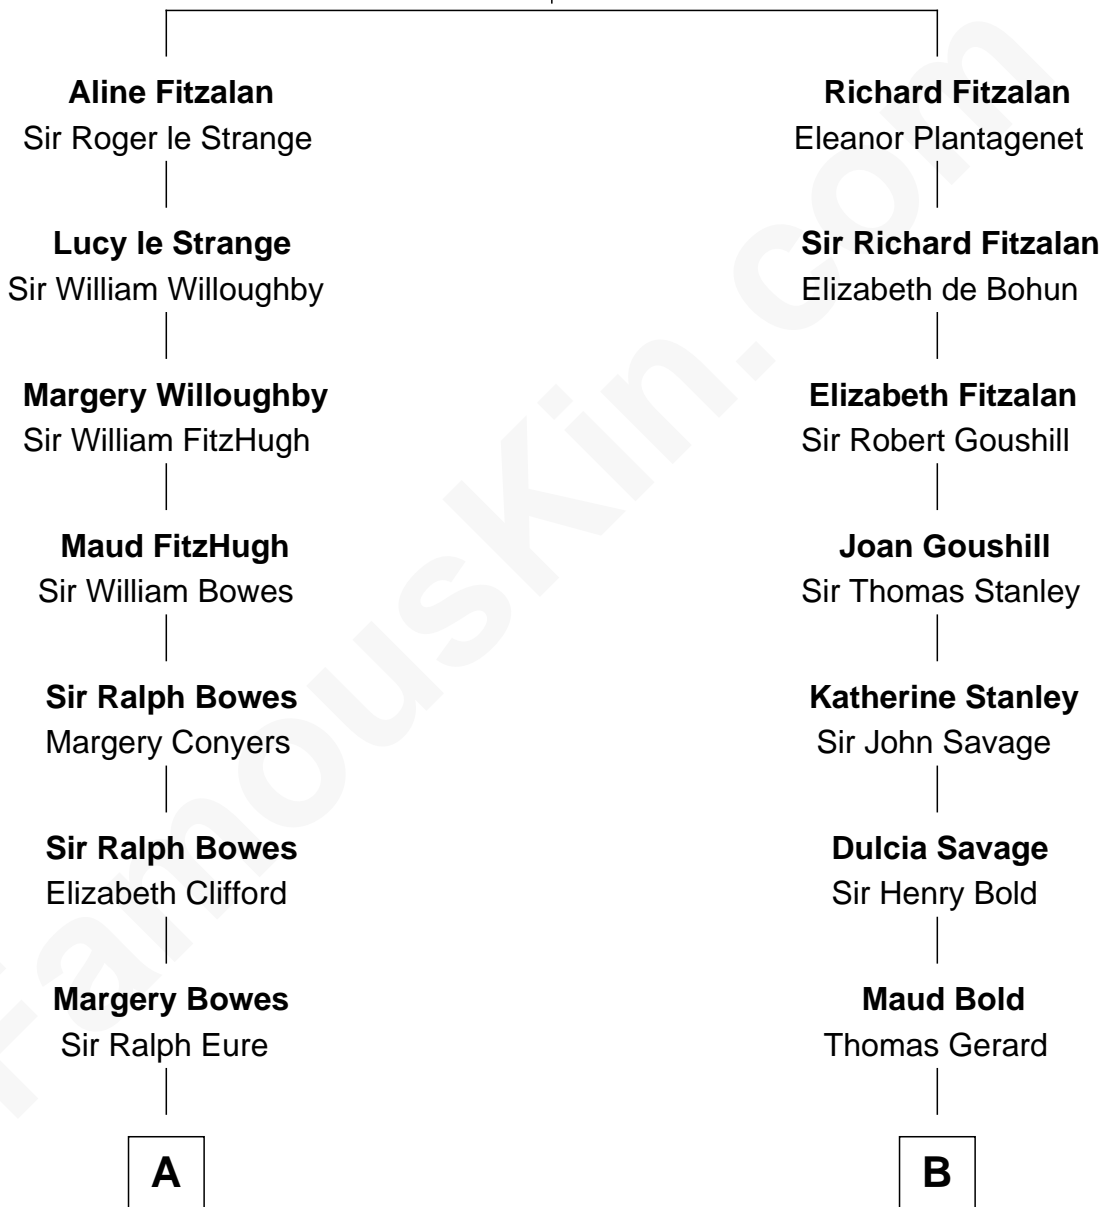 Aline Fitzalan
Sir Roger le Strange
Lucy le Strange
Sir William Willoughby
Margery Willoughby
Sir William FitzHugh
Maud FitzHugh
Sir William Bowes
Sir Ralph Bowes
Margery Conyers
Sir Ralph Bowes
Elizabeth Clifford
Margery Bowes
Sir Ralph Eure
A
Richard Fitzalan
Eleanor Plantagenet
Sir Richard Fitzalan
Elizabeth de Bohun
Elizabeth Fitzalan
Sir Robert Goushill
Joan Goushill
Sir Thomas Stanley
Katherine Stanley
Sir John Savage
Dulcia Savage
Sir Henry Bold
Maud Bold
Thomas Gerard
B
FamousKin.com